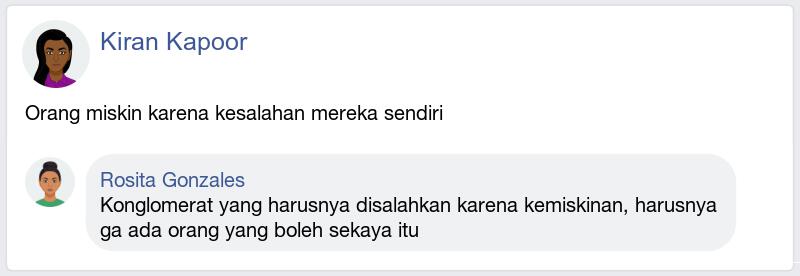 Kiran Kapoor
Orang miskin karena kesalahan mereka sendiri
Rosita Gonzales
Konglomerat yang harusnya disalahkan karena kemiskinan, harusnya
ga ada orang yang boleh sekaya itu